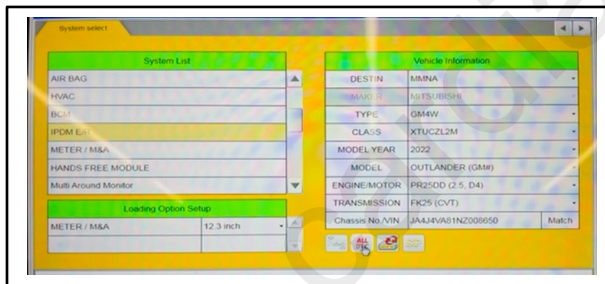 System select
System List
AIR BAG
HVAC
BCM
IPDM E/R
METER / M&A
HANDS FREE MODULE
Multi Around Monitor
Loading Option Setup
METER / M&A 12.3 inch
Vehicle Information
DESTIN MMNA
MAKER MITSUBISHI
TYPE GM4W
CLASS XTUCZL2M
MODEL YEAR 2022
MODEL OUTLANDER (GM#)
ENGINE/MOTOR PR25DD (2.5, D4)
TRANSMISSION FK25 (CVT)
Chassis No./VIN JA4J4VA81NZ008650 Match
ALL
DTC